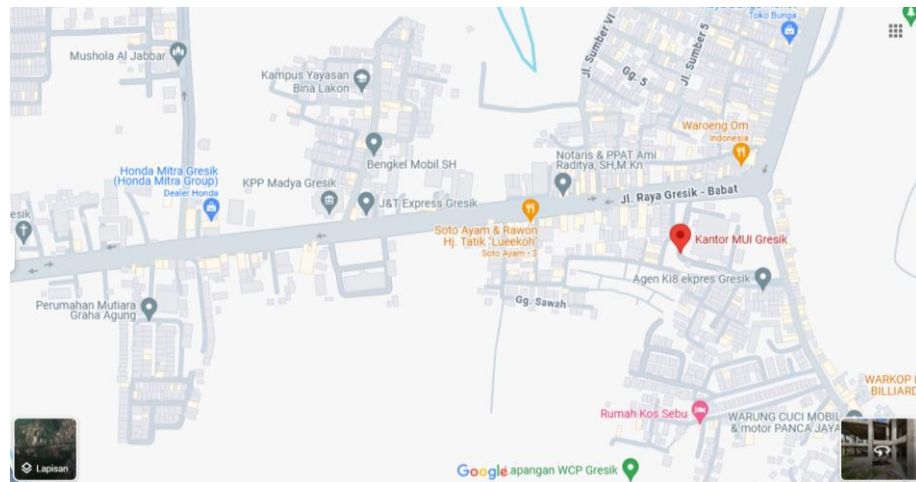 Toko Bunga
Jl. Sumber VI
Jl. Sumber 5
Gg. 5
Mushola Al Jabbar
Kampus Yayasan
Bina Lakon
Waroeng Om
Indonesia
Bengkel Mobil SH
Notaris & PPAT Ami
Raditya, SH,M.Kn
Honda Mitra Gresik
(Honda Mitra Group)
Dealer Honda
KPP Madya Gresik
J&T Express Gresik
Jl. Raya Gresik - Babat
esik
Soto Ayam & Rawon
Hj. Tatik "Lueekoh"
Soto Ayam - $
Kantor MUI Gresik
Agen Ki8 ekpres Gresik
Gg. Sawah
Perumahan Mutiara
Graha Agung
WARKOP
BILLIARD
Rumah Kos Sebu
WARUNG CUCI MOBIL
& motor PANCA JAYA
Lapisan
Google
apangan WCP Gresik